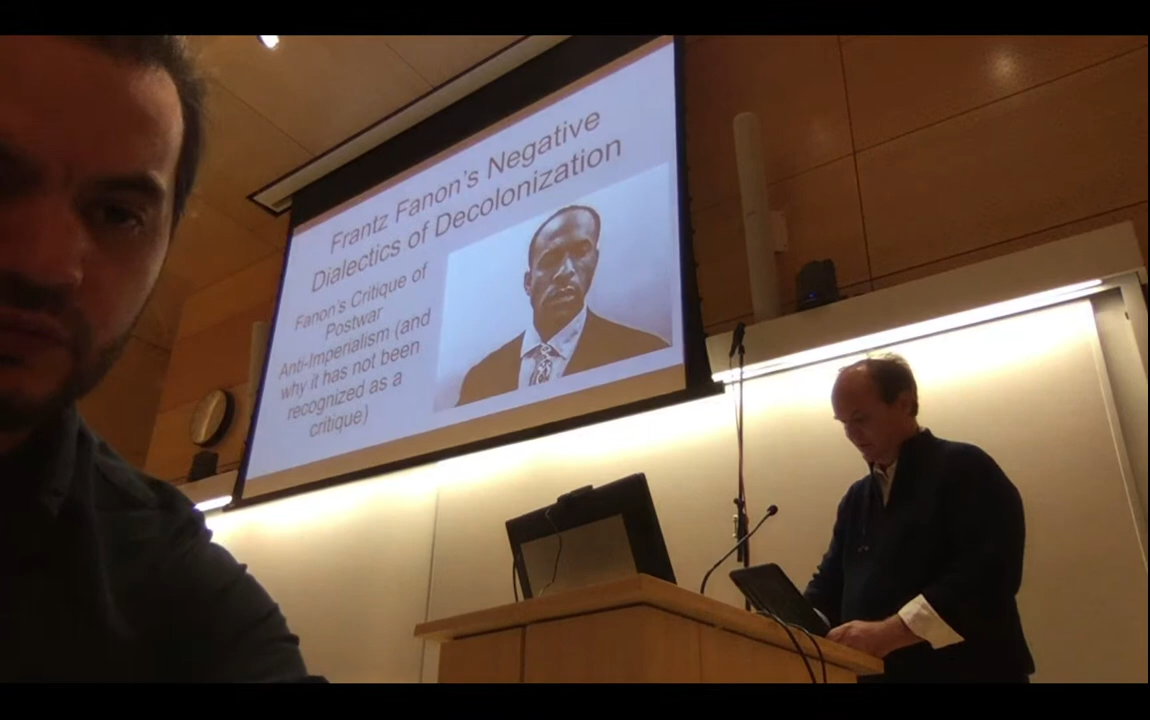 Frantz Fanon's Negative
Dialectics of Decolonization
Fanon's Critique of
Postwar
Anti-Imperialism (and
why it has not been
recognized as a
critique)